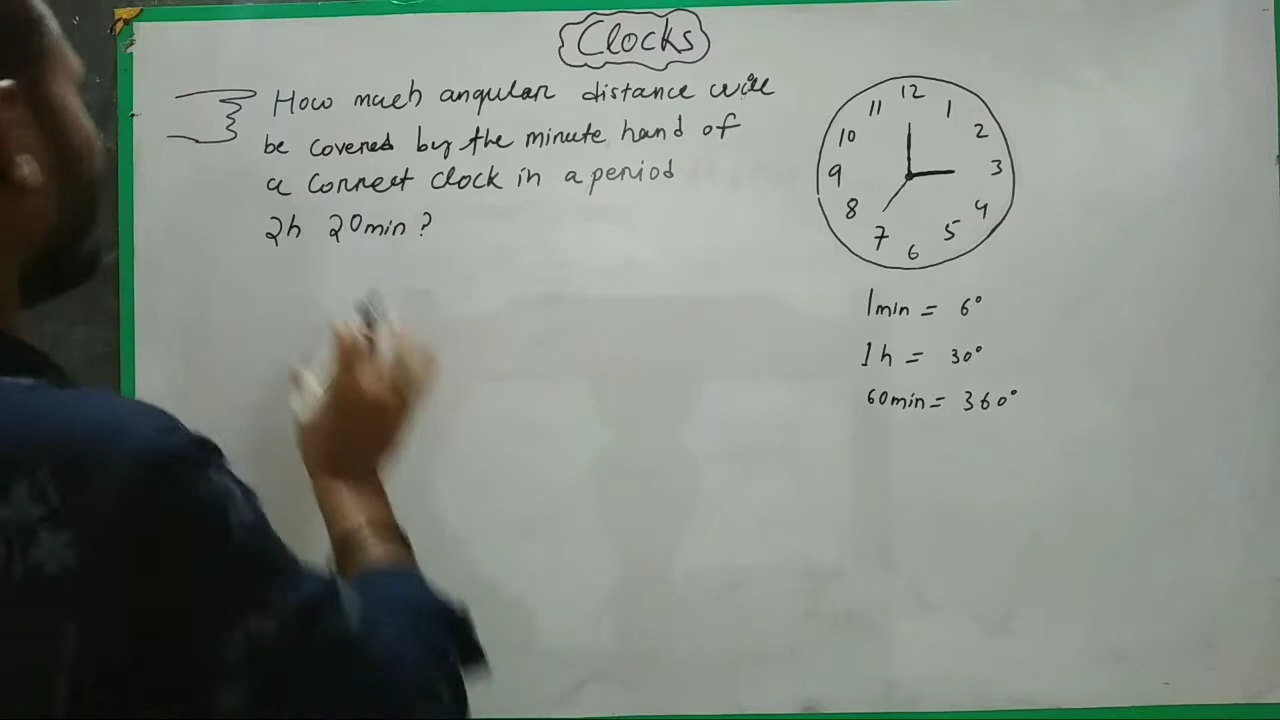 Clocks
How much angular distance will
be covered by the minute hand of
a correct clock in a period
2h 20min ?
12
11 1
10 2
9 3
8 4
7 5
6
1min = 6°
1h = 30°
60min = 360°